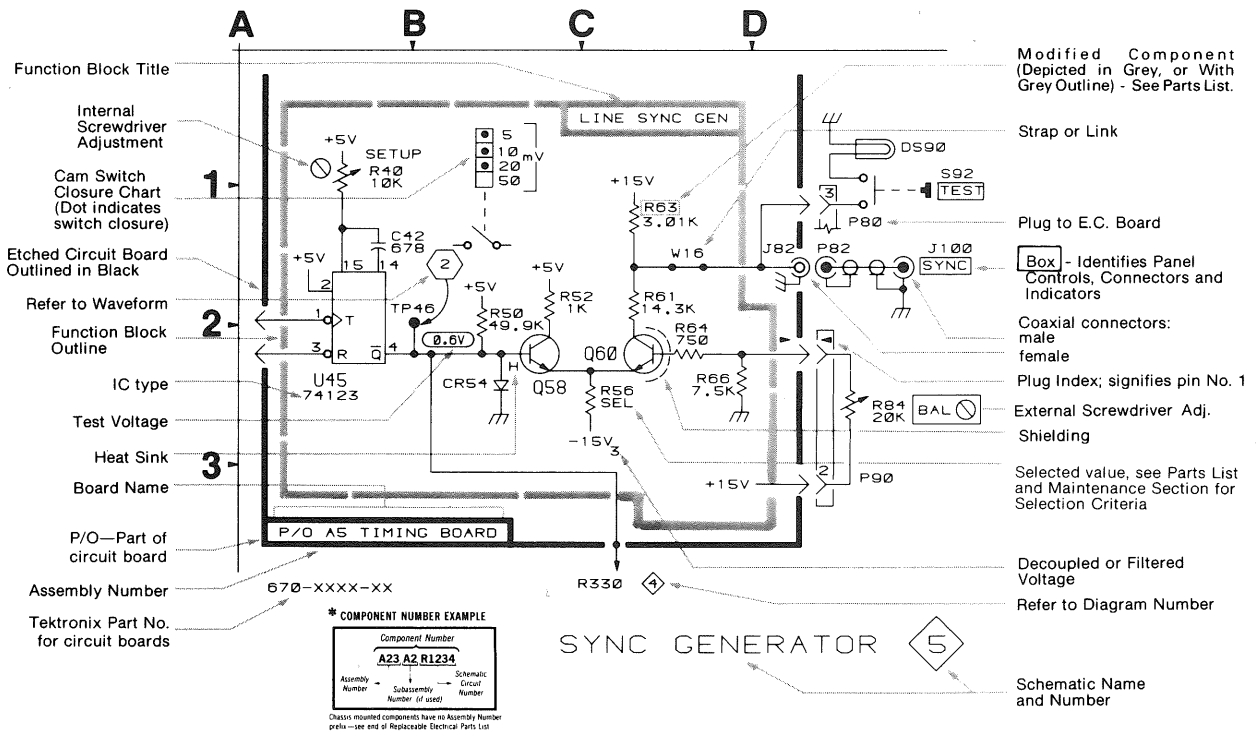 A B C D
Function Block Title
Internal
Screwdriver
Adjustment
Cam Switch
Closure Chart
(Dot indicates
switch closure)
Etched Circuit Board
Outlined in Black
Refer to Waveform
Function Block
Outline
IC type
Test Voltage
Heat Sink
Board Name
P/O—Part of
circuit board
Assembly Number
Tektronix Part No.
for circuit boards
1
2
3
LINE SYNC GEN
+5V
SETUP
R40
10K
5
10
20
50
mV
C42
678
+5V
15 14
2
1
T
3
R
Q̅
4
U45
74123
2
TP46
0.6V
+5V
R50
49.9K
CR54
H
+5V
R52
1K
Q58
Q60
+15V
R63
3.01K
W16
R61
14.3K
R64
750
R66
7.5K
R56
SEL
-15V
3
+15V
DS90
S92
TEST
3
P80
J82 P82
J100
SYNC
1
R84
20K
BAL
2
P90
P/O A5 TIMING BOARD
670-XXXX-XX
R330
4
SYNC GENERATOR
5
* COMPONENT NUMBER EXAMPLE
Component Number
A23 A2 R1234
Assembly
Number
Subassembly
Number (if used)
Schematic
Circuit
Number
Chassis mounted components have no Assembly Number
prefix—see end of Replaceable Electrical Parts List
Modified Component
(Depicted in Grey, or With
Grey Outline) - See Parts List.
Strap or Link
Plug to E.C. Board
Box - Identifies Panel
Controls, Connectors and
Indicators
Coaxial connectors:
male
female
Plug Index; signifies pin No. 1
External Screwdriver Adj.
Shielding
Selected value, see Parts List
and Maintenance Section for
Selection Criteria
Decoupled or Filtered
Voltage
Refer to Diagram Number
Schematic Name
and Number